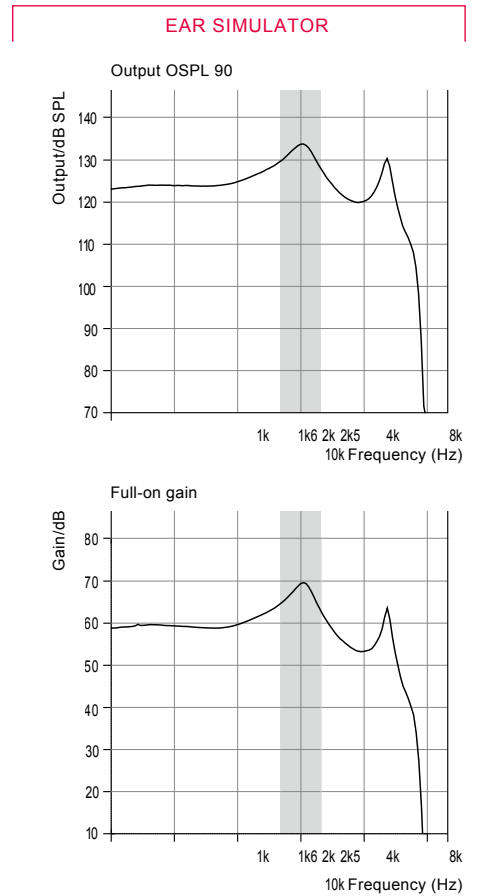 EAR SIMULATOR
Output OSPL 90
Output/dB SPL
140
130
120
110
100
90
80
70
1k 1k6 2k 2k5 4k 8k
10k Frequency (Hz)
Full-on gain
Gain/dB
80
70
60
50
40
30
20
10
1k 1k6 2k 2k5 4k 8k
10k Frequency (Hz)